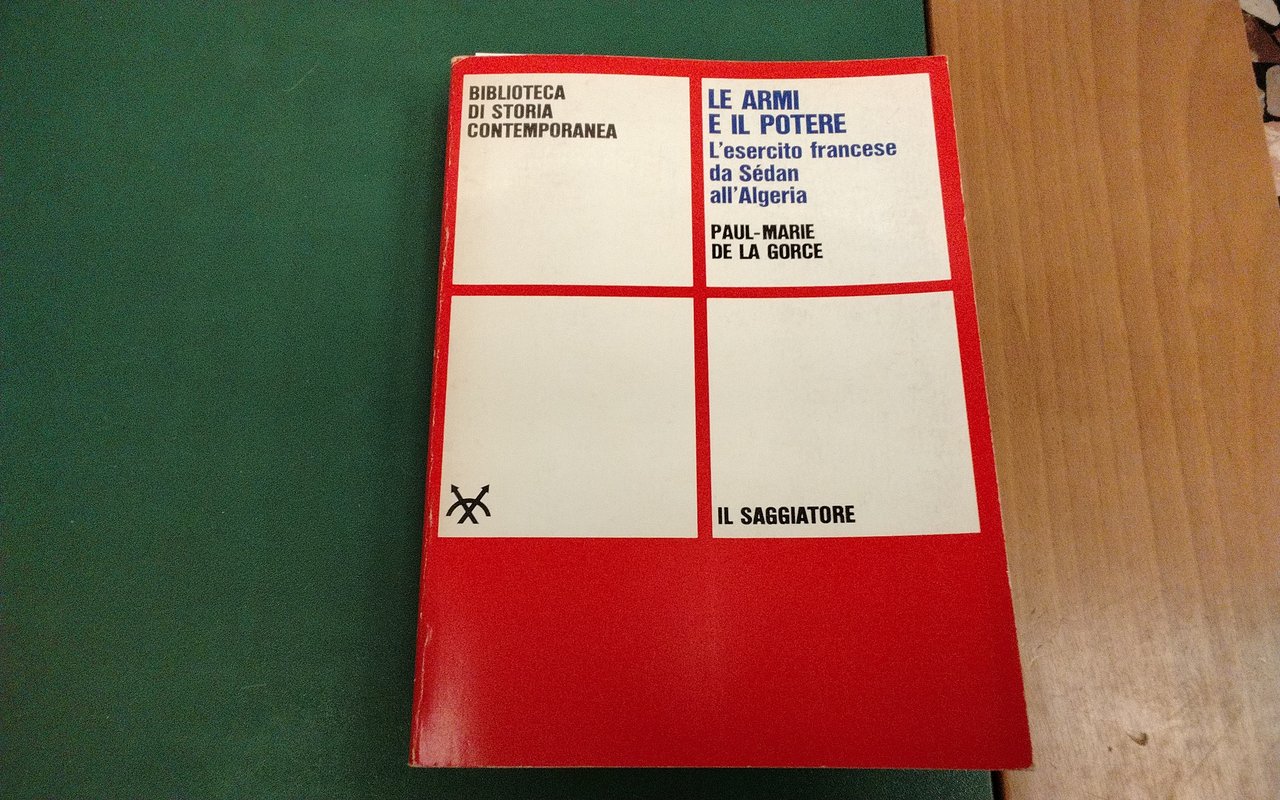 BIBLIOTECA
DI STORIA
CONTEMPORANEA
LE ARMI
E IL POTERE
L'esercito francese
da Sédan
all'Algeria
PAUL-MARIE
DE LA GORCE
IL SAGGIATORE